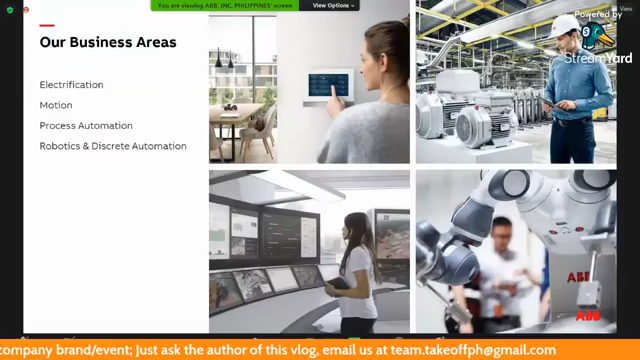 You are viewing ABB, INC. PHILIPPINES' screen
View Options
View
Powered by
StreamYard
Our Business Areas
Electrification
Motion
Process Automation
Robotics & Discrete Automation
ABB
ABB
company brand/event; Just ask the author of this vlog, email us at team.takeoffph@gmail.com